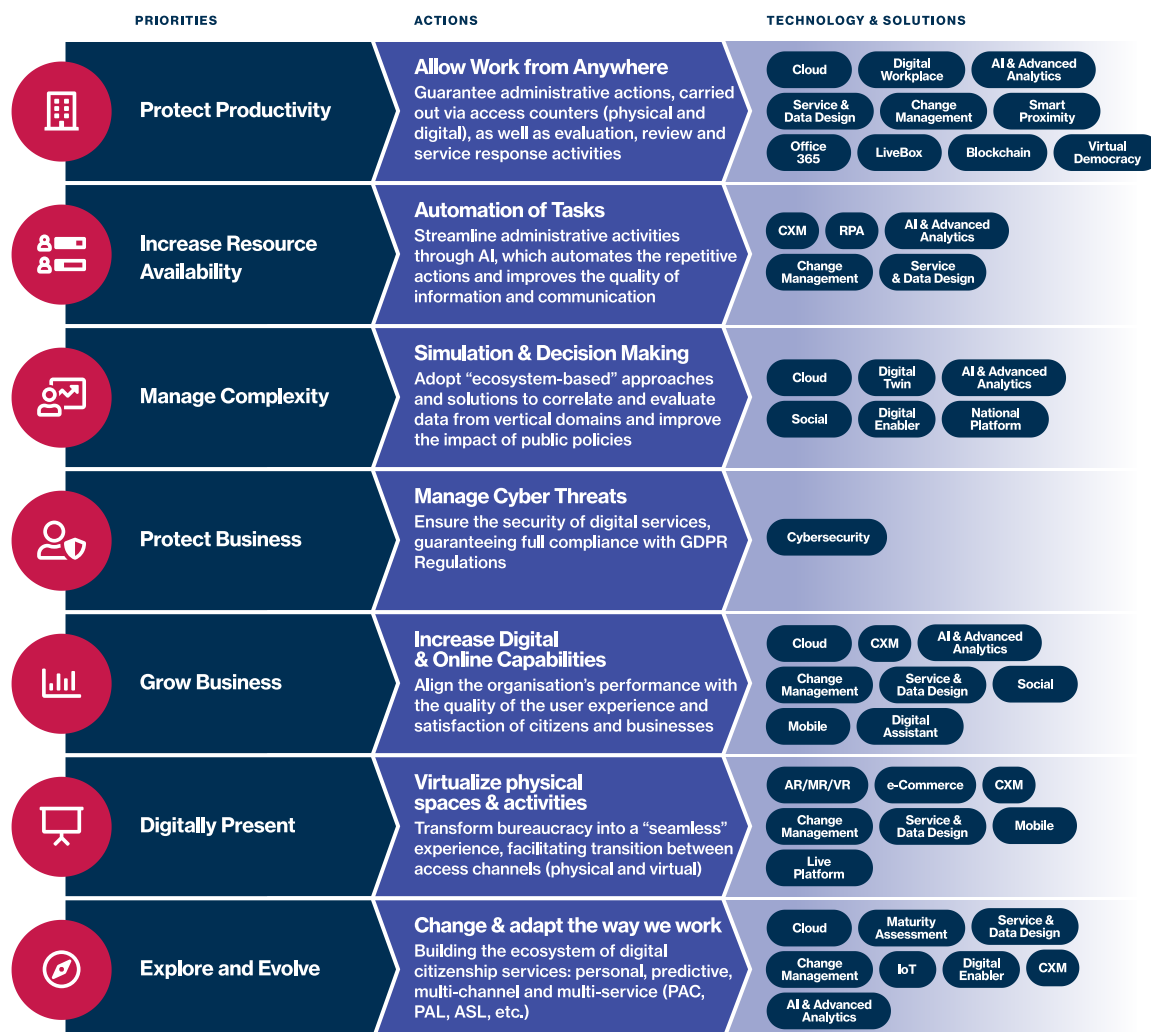 PRIORITIES
ACTIONS
TECHNOLOGY & SOLUTIONS
Protect Productivity
Allow Work from Anywhere
Guarantee administrative actions, carried
out via access counters (physical and
digital), as well as evaluation, review and
service response activities
Cloud
Digital
Workplace
AI & Advanced
Analytics
Service &
Data Design
Change
Management
Smart
Proximity
Office
365
LiveBox
Blockchain
Virtual
Democracy
Increase Resource
Availability
Automation of Tasks
Streamline administrative activities
through AI, which automates the repetitive
actions and improves the quality of
information and communication
CXM
RPA
AI & Advanced
Analytics
Change
Management
Service
& Data Design
Manage Complexity
Simulation & Decision Making
Adopt “ecosystem-based” approaches
and solutions to correlate and evaluate
data from vertical domains and improve
the impact of public policies
Cloud
Digital
Twin
AI & Advanced
Analytics
Social
Digital
Enabler
National
Platform
Protect Business
Manage Cyber Threats
Ensure the security of digital services,
guaranteeing full compliance with GDPR
Regulations
Cybersecurity
Grow Business
Increase Digital
& Online Capabilities
Align the organisation’s performance with
the quality of the user experience and
satisfaction of citizens and businesses
Cloud
CXM
AI & Advanced
Analytics
Change
Management
Service &
Data Design
Social
Mobile
Digital
Assistant
Digitally Present
Virtualize physical
spaces & activities
Transform bureaucracy into a “seamless”
experience, facilitating transition between
access channels (physical and virtual)
AR/MR/VR
e-Commerce
CXM
Change
Management
Service &
Data Design
Mobile
Live
Platform
Explore and Evolve
Change & adapt the way we work
Building the ecosystem of digital
citizenship services: personal, predictive,
multi-channel and multi-service (PAC,
PAL, ASL, etc.)
Cloud
Maturity
Assessment
Service &
Data Design
Change
Management
IoT
Digital
Enabler
CXM
AI & Advanced
Analytics